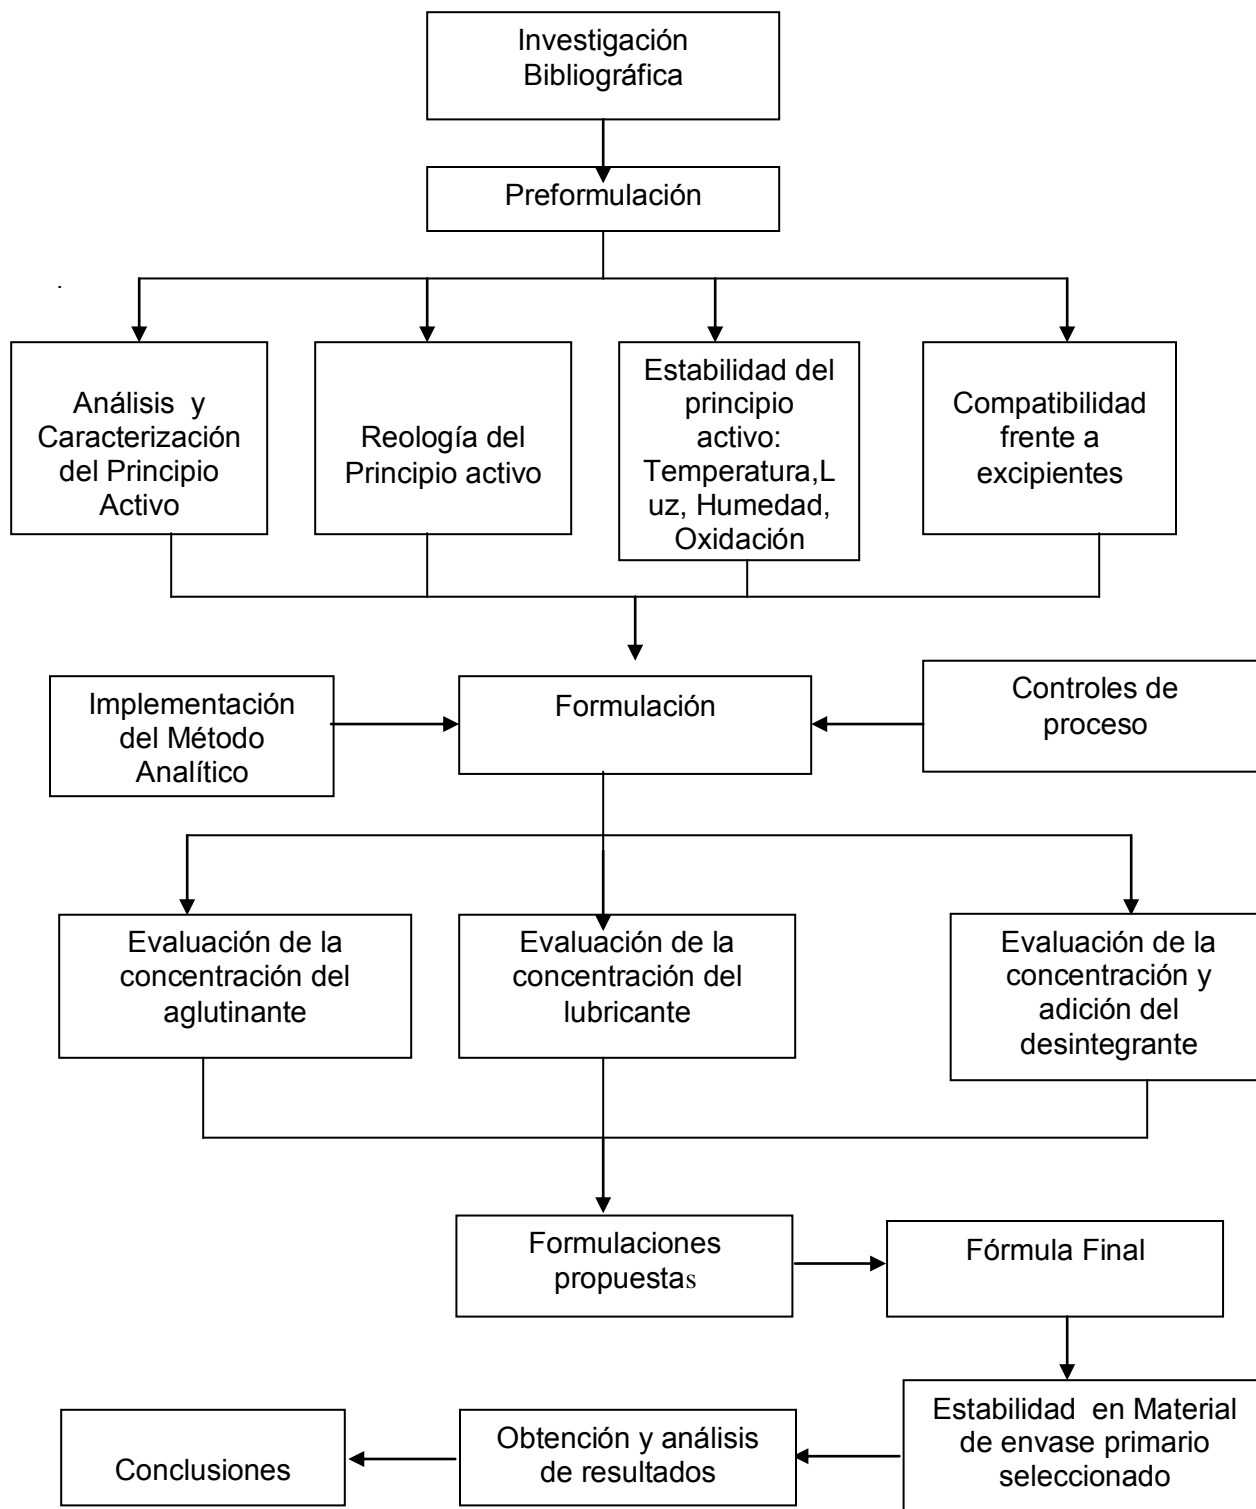 Investigación
Bibliográfica
Preformulación
.
Análisis y
Caracterización
del Principio
Activo
Reología del
Principio activo
Estabilidad del
principio
activo:
Temperatura,L
uz, Humedad,
Oxidación
Compatibilidad
frente a
excipientes
Implementación
del Método
Analítico
Formulación
Controles de
proceso
Evaluación de la
concentración del
aglutinante
Evaluación de la
concentración del
lubricante
Evaluación de la
concentración y
adición del
desintegrante
Formulaciones
propuestas
Fórmula Final
Estabilidad en Material
de envase primario
seleccionado
Obtención y análisis
de resultados
Conclusiones